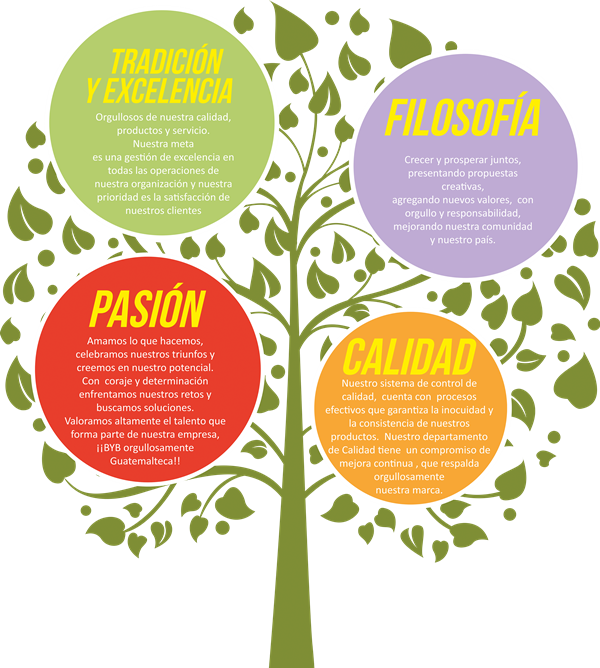 TRADICIÓN
Y EXCELENCIA
Orgullosos de nuestra calidad,
productos y servicio.
Nuestra meta
es una gestión de excelencia en
todas las operaciones de
nuestra organización y nuestra
prioridad es la satisfacción de
nuestros clientes
FILOSOFÍA
Crecer y prosperar juntos,
presentando propuestas
creativas,
agregando nuevos valores, con
orgullo y responsabilidad,
mejorando nuestra comunidad
y nuestro país.
PASIÓN
Amamos lo que hacemos,
celebramos nuestros triunfos y
creemos en nuestro potencial.
Con coraje y determinación
enfrentamos nuestros retos y
buscamos soluciones.
Valoramos altamente el talento que
forma parte de nuestra empresa,
¡¡BYB orgullosamente
Guatemalteca!!
CALIDAD
Nuestro sistema de control de
calidad, cuenta con procesos
efectivos que garantiza la inocuidad y
la consistencia de nuestros
productos. Nuestro departamento
de Calidad tiene un compromiso de
mejora continua , que respalda
orgullosamente
nuestra marca.